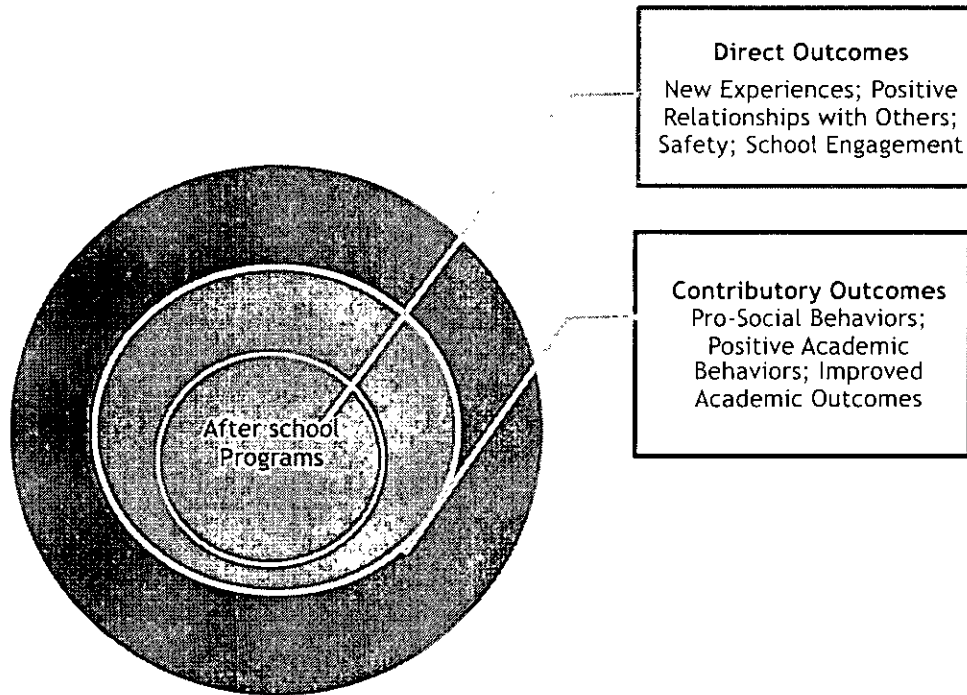 Direct Outcomes
New Experiences; Positive
Relationships with Others;
Safety; School Engagement
Contributory Outcomes
Pro-Social Behaviors;
Positive Academic
Behaviors; Improved
Academic Outcomes
After school
Programs